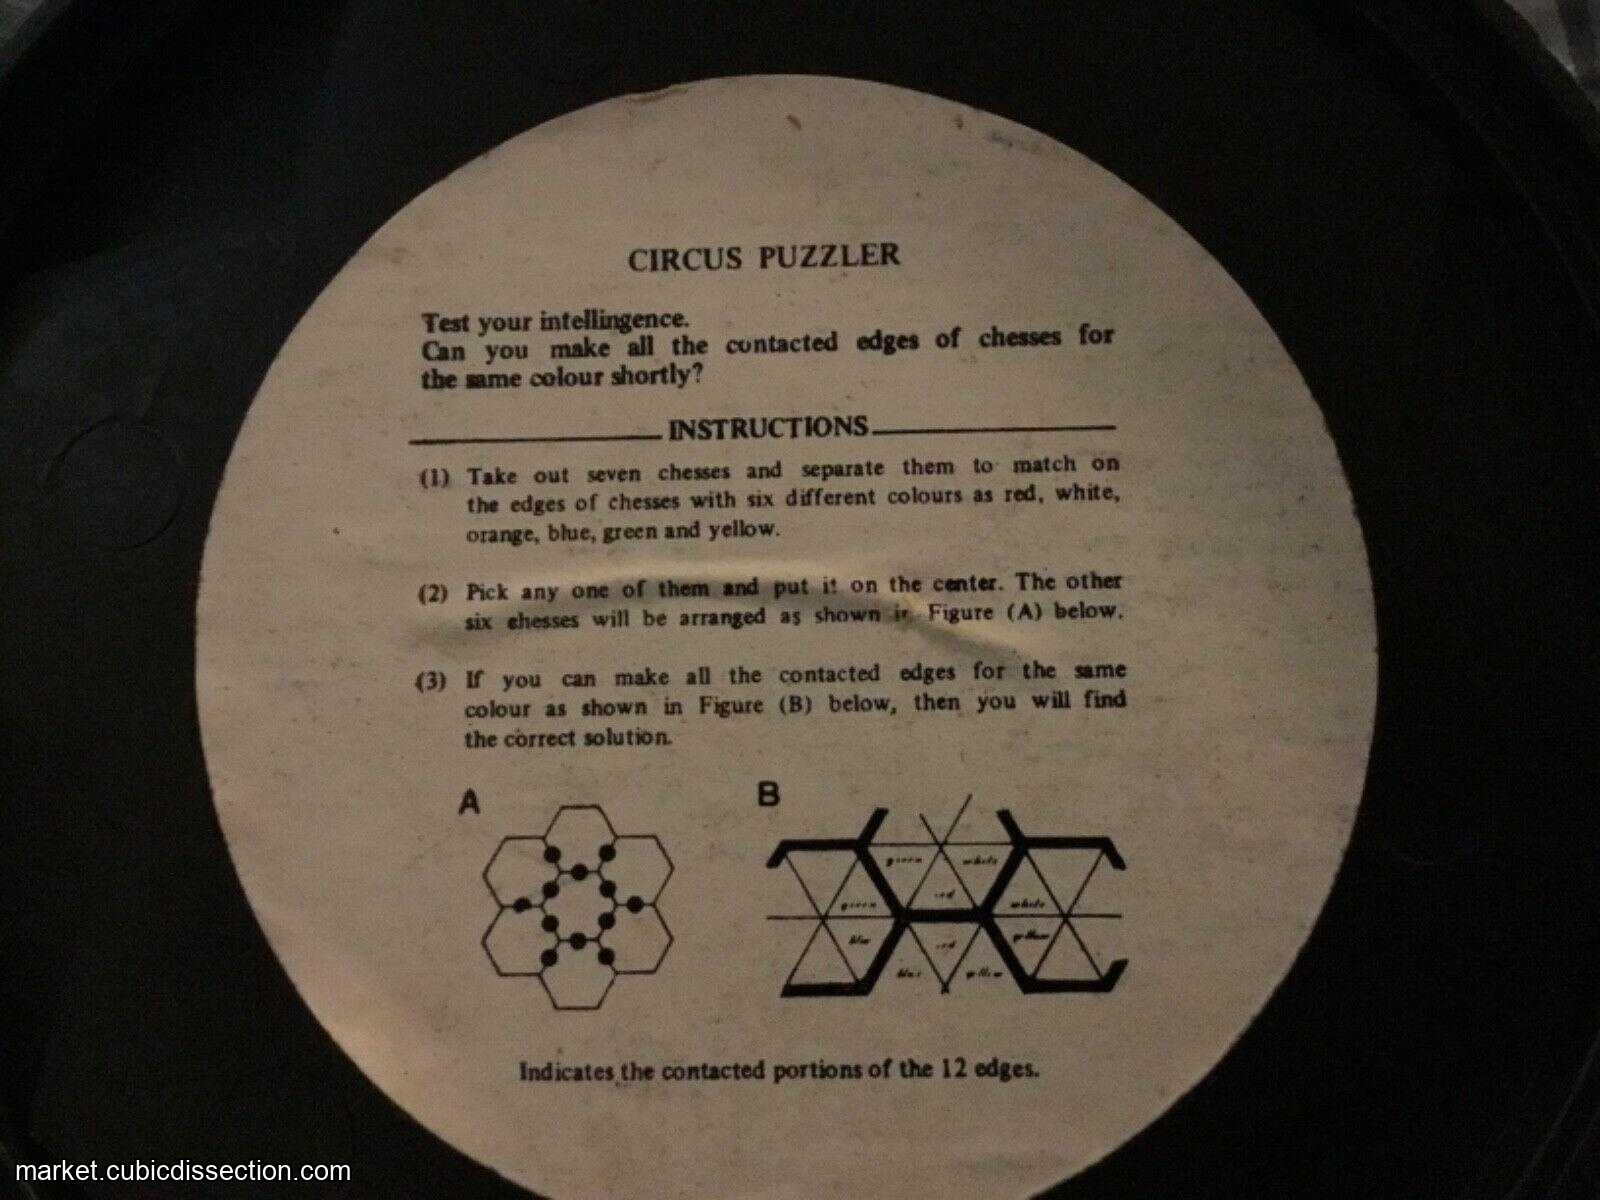 CIRCUS PUZZLER
Test your intellingence.
Can you make all the contacted edges of chesses for
the same colour shortly?
INSTRUCTIONS
(1) Take out seven chesses and separate them to match on
the edges of chesses with six different colours as red, white,
orange, blue, green and yellow.
(2) Pick any one of them and put it on the center. The other
six chesses will be arranged as shown in Figure (A) below.
(3) If you can make all the contacted edges for the same
colour as shown in Figure (B) below, then you will find
the correct solution.
A
B
green white
red
green white
blue red yellow
blue yellow
Indicates the contacted portions of the 12 edges.
market.cubicdissection.com